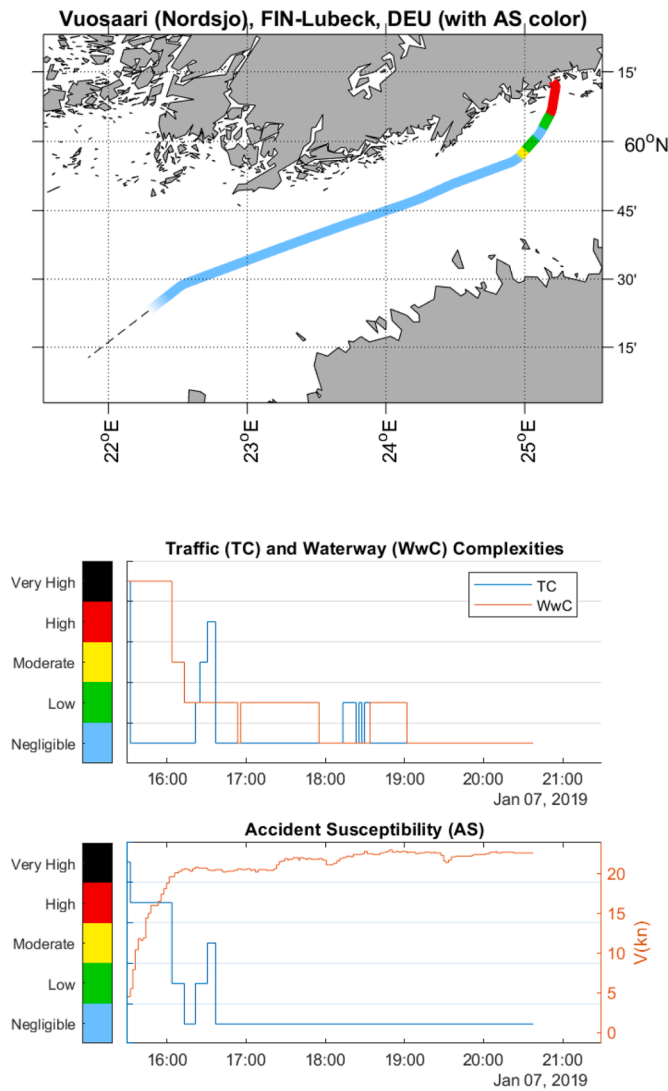 Vuosaari (Nordsjo), FIN-Lubeck, DEU (with AS color)
15'
60°N
45'
30'
15'
22°E
23°E
24°E
25°E
Traffic (TC) and Waterway (WwC) Complexities
Very High
High
Moderate
Low
Negligible
TC
WwC
16:00
17:00
18:00
19:00
20:00
21:00
Jan 07, 2019
Accident Susceptibility (AS)
Very High
High
Moderate
Low
Negligible
20
15
10
5
0
V(kn)
16:00
17:00
18:00
19:00
20:00
21:00
Jan 07, 2019